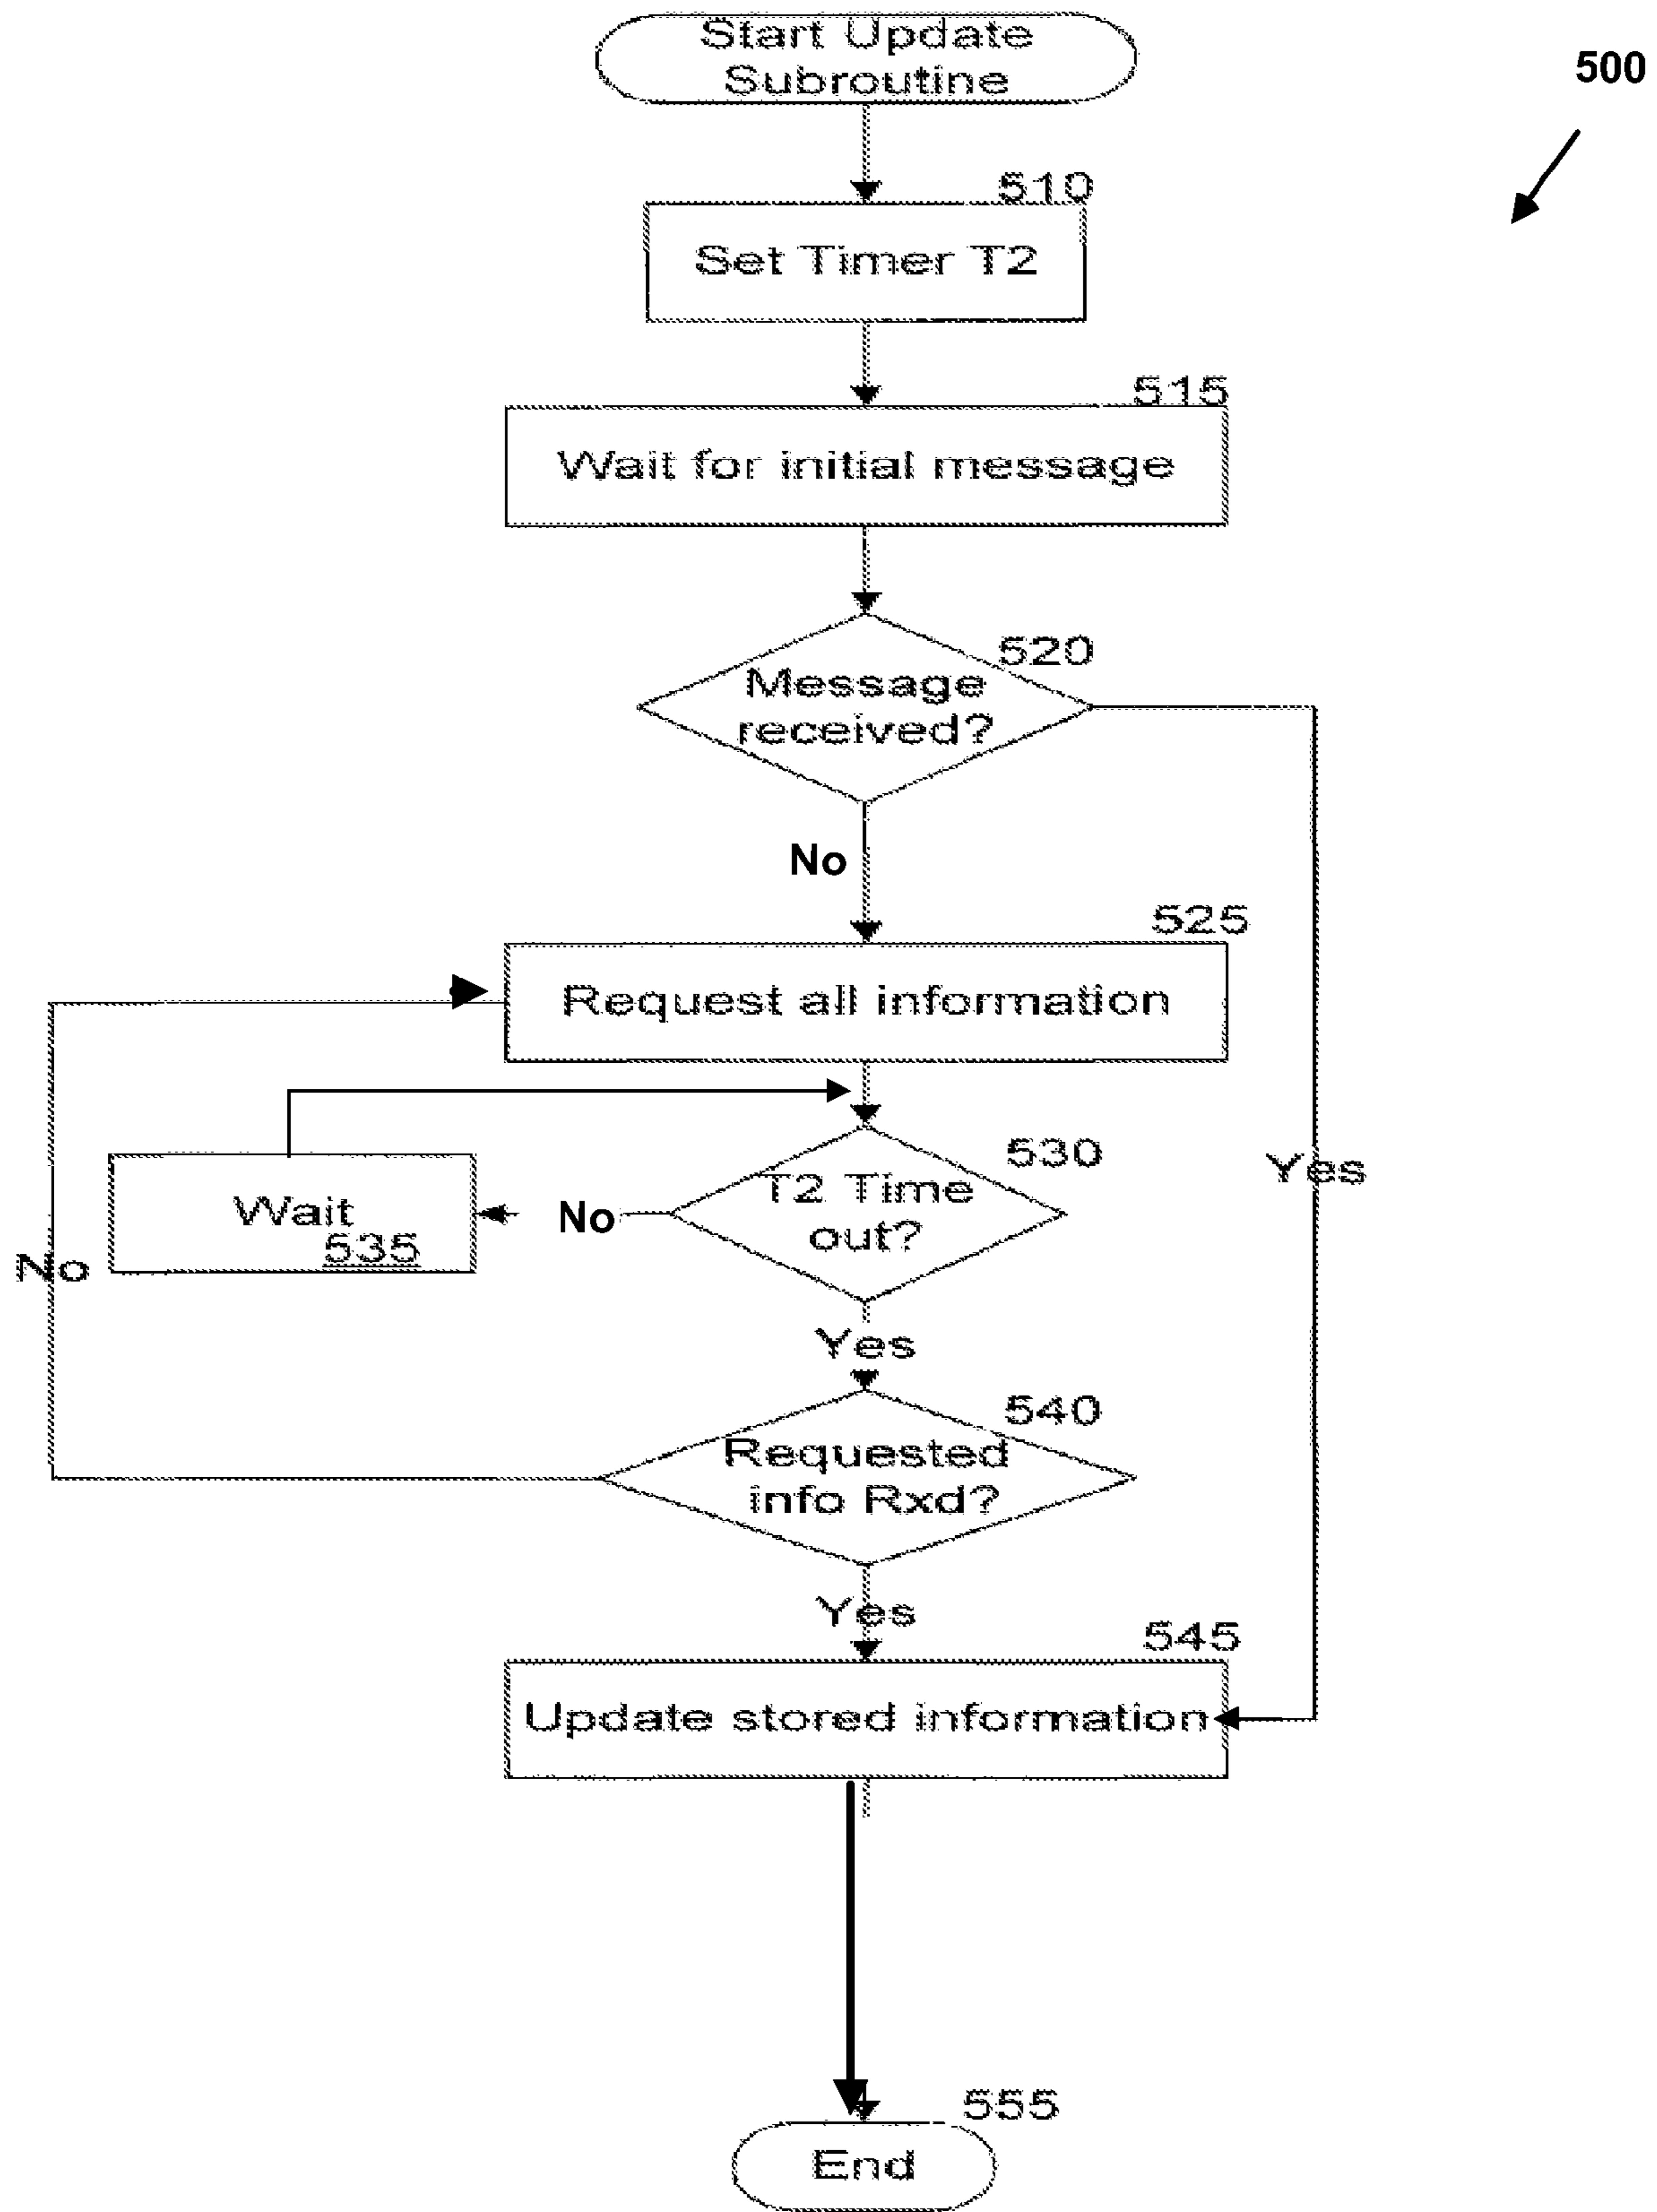 Start Update
Subroutine
500
510
Set Timer T2
515
Wait for initial message
520
Message
received?
No
525
Request all information
530
T2 Time
out?
Yes
No
Wait
535
No
Yes
540
Requested
info Rxd?
Yes
545
Update stored information
555
End